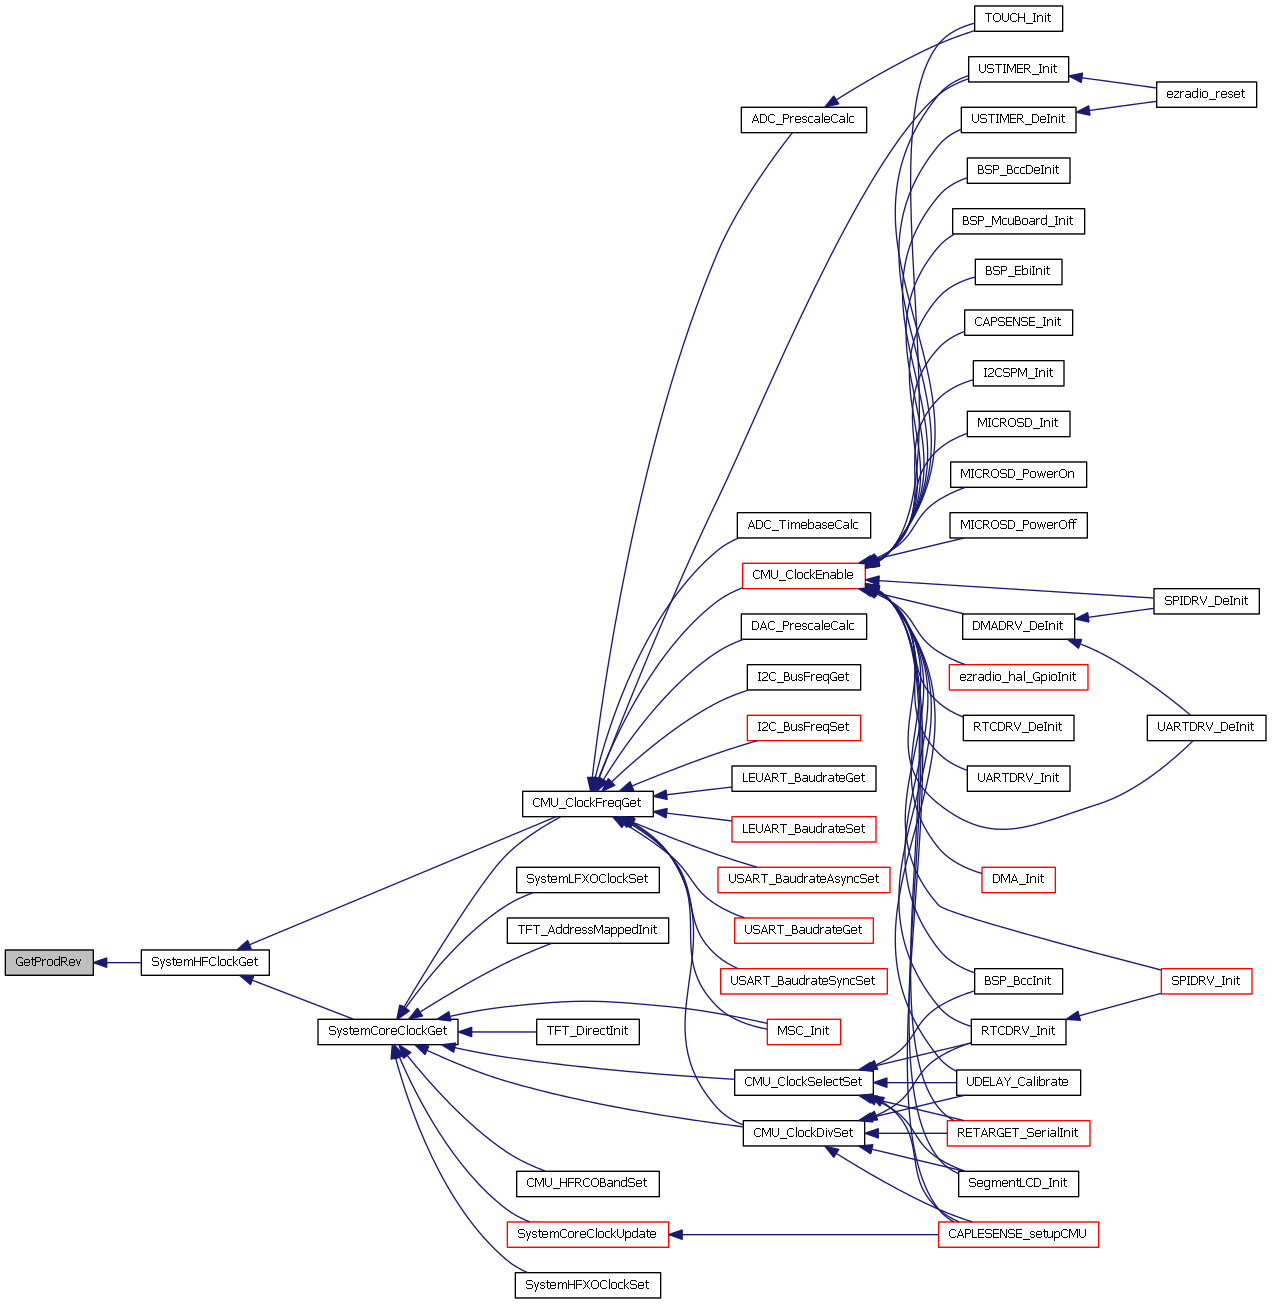 TOUCH_Init
USTIMER_Init
ezradio_reset
ADC_PrescaleCalc
USTIMER_DeInit
BSP_BccDeInit
BSP_McuBoard_Init
BSP_EbiInit
CAPSENSE_Init
I2CSPM_Init
MICROSD_Init
MICROSD_PowerOn
ADC_TimebaseCalc
MICROSD_PowerOff
CMU_ClockEnable
SPIDRV_DeInit
DAC_PrescaleCalc
DMADRV_DeInit
I2C_BusFreqGet
ezradio_hal_GpioInit
I2C_BusFreqSet
RTCDRV_DeInit
UARTDRV_DeInit
LEUART_BaudrateGet
UARTDRV_Init
CMU_ClockFreqGet
LEUART_BaudrateSet
SystemLFXOClockSet
USART_BaudrateAsyncSet
DMA_Init
TFT_AddressMappedInit
USART_BaudrateGet
GetProdRev
SystemHFClockGet
USART_BaudrateSyncSet
BSP_BccInit
SPIDRV_Init
SystemCoreClockGet
TFT_DirectInit
MSC_Init
RTCDRV_Init
CMU_ClockSelectSet
UDELAY_Calibrate
CMU_ClockDivSet
RETARGET_SerialInit
CMU_HFRCOBandSet
SegmentLCD_Init
SystemCoreClockUpdate
CAPLESENSE_setupCMU
SystemHFXOClockSet